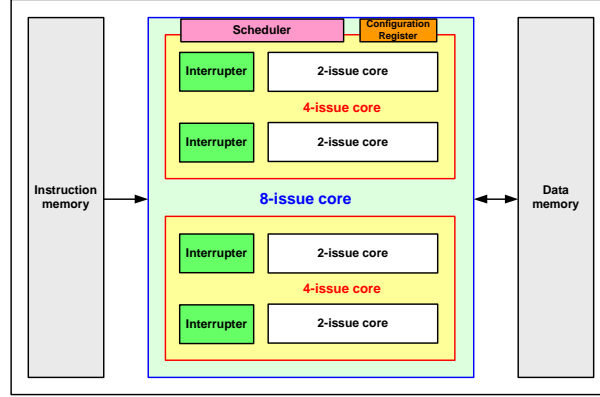 Scheduler
Configuration
Register
Interrupter
2-issue core
4-issue core
Interrupter
2-issue core
Instruction
memory
8-issue core
Data
memory
Interrupter
2-issue core
4-issue core
Interrupter
2-issue core